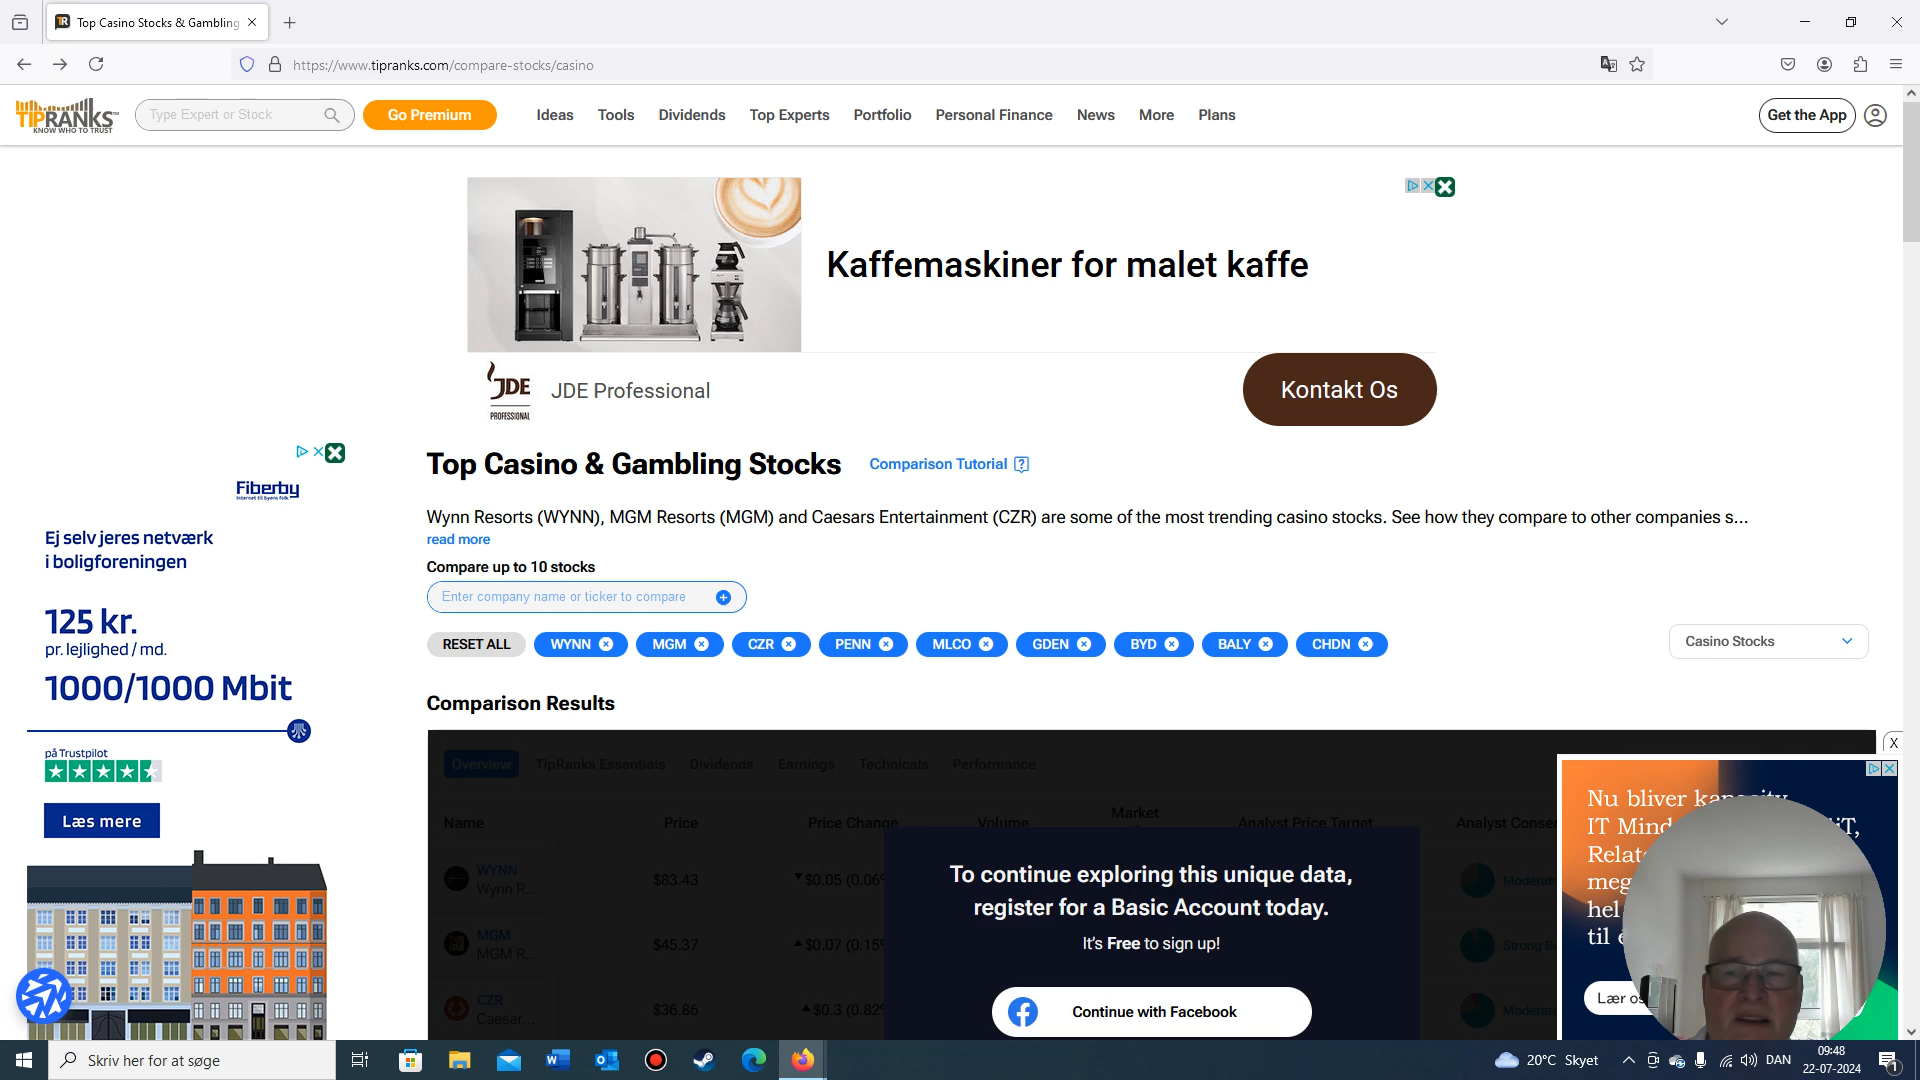 Top Casino Stocks & Gambling
https://www.tipranks.com/compare-stocks/casino
TIPRANKS
KNOW WHO TO TRUST
Type Expert or Stock
Go Premium
Ideas
Tools
Dividends
Top Experts
Portfolio
Personal Finance
News
More
Plans
Get the App
Kaffemaskiner for malet kaffe
JDE
PROFESSIONAL
JDE Professional
Kontakt Os
Fiberby
Internet til byens folk
Ej selv jeres netværk
i boligforeningen
125 kr.
pr. lejlighed / md.
1000/1000 Mbit
på Trustpilot
Læs mere
Top Casino & Gambling Stocks
Comparison Tutorial
Wynn Resorts (WYNN), MGM Resorts (MGM) and Caesars Entertainment (CZR) are some of the most trending casino stocks. See how they compare to other companies s...
read more
Compare up to 10 stocks
Enter company name or ticker to compare
RESET ALL
WYNN
MGM
CZR
PENN
MLCO
GDEN
BYD
BALY
CHDN
Casino Stocks
Comparison Results
Overview
TipRanks Essentials
Dividends
Earnings
Technicals
Performance
Name
Price
Price Change
Volume
Market
Analyst Price Target
Analyst Conse
WYNN
Wynn R...
$83.43
$0.05 (0.06%
Moderate
MGM
MGM R...
$45.37
$0.07 (0.15%
Strong B
CZR
Caesar...
$36.86
$0.3 (0.82%
Moderate
To continue exploring this unique data,
register for a Basic Account today.
It's Free to sign up!
Continue with Facebook
X
Nu bliver
IT Mind
meg
hel
til
Lær os
Skriv her for at søge
20°C Skyet
DAN
09:48
22-07-2024
1